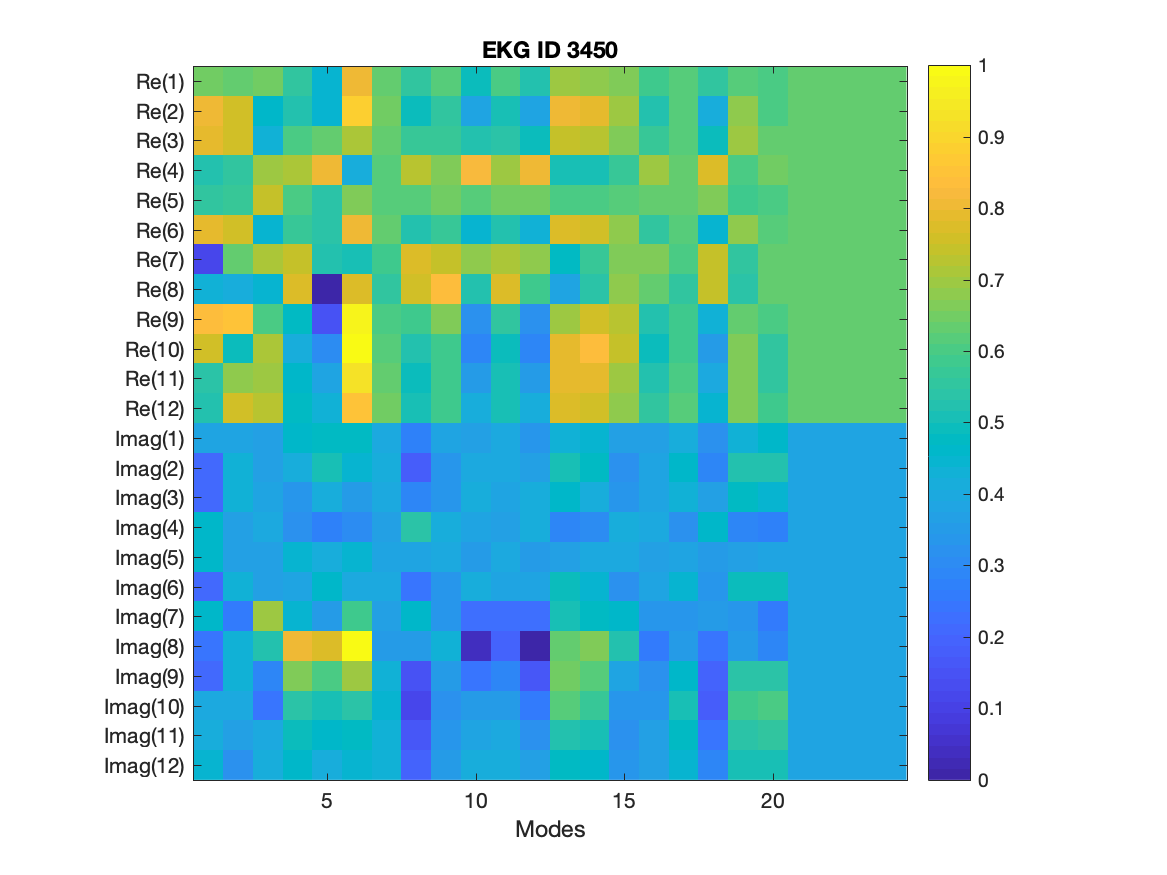 EKG ID 3450
Re(1)
Re(2)
Re(3)
Re(4)
Re(5)
Re(6)
Re(7)
Re(8)
Re(9)
Re(10)
Re(11)
Re(12)
Imag(1)
Imag(2)
Imag(3)
Imag(4)
Imag(5)
Imag(6)
Imag(7)
Imag(8)
Imag(9)
Imag(10)
Imag(11)
Imag(12)
5 10 15 20
Modes
1
0.9
0.8
0.7
0.6
0.5
0.4
0.3
0.2
0.1
0